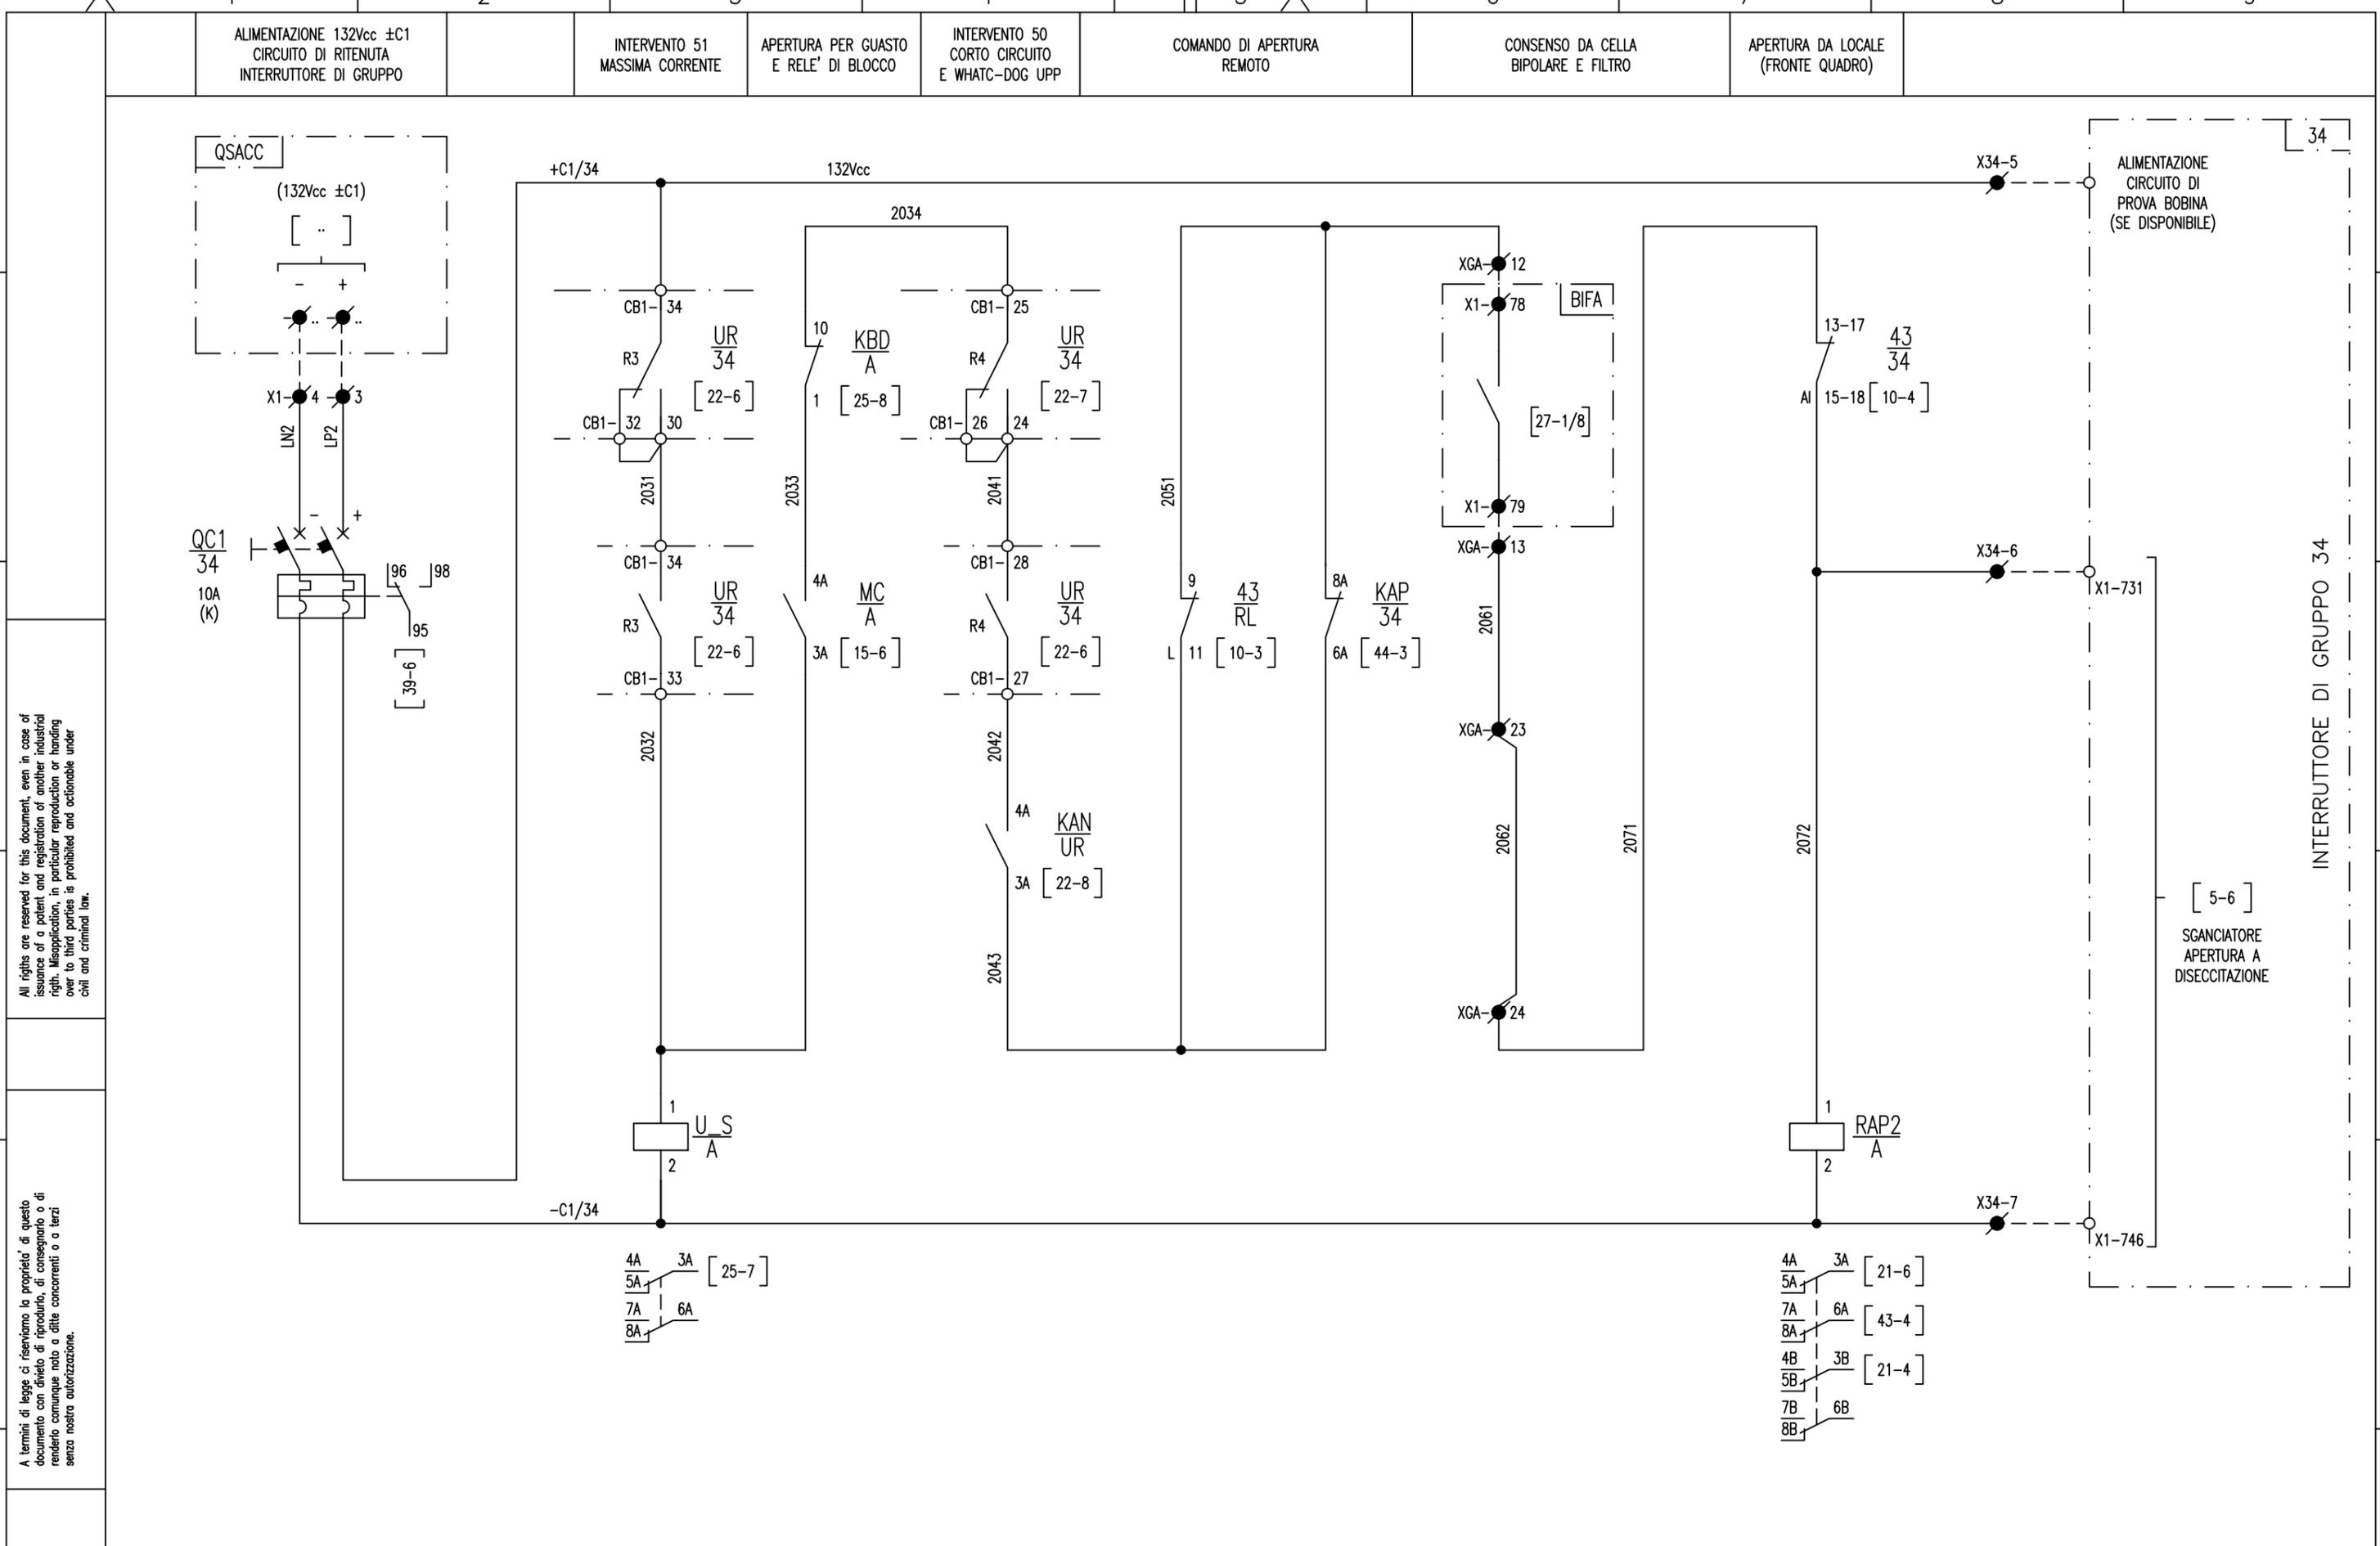 ALIMENTAZIONE 132Vcc ±C1
CIRCUITO DI RITENUTA
INTERRUTTORE DI GRUPPO
INTERVENTO 51
MASSIMA CORRENTE
APERTURA PER GUASTO
E RELE' DI BLOCCO
INTERVENTO 50
CORTO CIRCUITO
E WHATC-DOG UPP
COMANDO DI APERTURA
REMOTO
CONSENSO DA CELLA
BIPOLARE E FILTRO
APERTURA DA LOCALE
(FRONTE QUADRO)
QSACC
(132Vcc ±C1)
[ .. ]
- +
-.. -..
X1- 4 - 3
LN2
LP2
- +
QC1
34
10A
(K)
96 98
95
[39-6]
+C1/34
132Vcc
2034
CB1- 34
R3
UR
34
[22-6]
CB1- 32 30
2031
CB1- 34
R3
UR
34
[22-6]
CB1- 33
2032
1
U_S
A
2
-C1/34
4A 3A [25-7]
5A
7A 6A
8A
10
KBD
A
1 [25-8]
2033
4A
MC
A
3A [15-6]
CB1- 25
R4
UR
34
[22-7]
CB1- 26 24
2041
CB1- 28
R4
UR
34
[22-6]
CB1- 27
2042
4A
KAN
UR
3A [22-8]
2043
2051
9
43
RL
L 11 [10-3]
8A
KAP
34
6A [44-3]
XGA- 12
X1- 78
BIFA
[27-1/8]
X1- 79
XGA- 13
2061
XGA- 23
2062
XGA- 24
2071
13-17
43
34
AI 15-18 [10-4]
2072
1
RAP2
A
2
4A 3A [21-6]
5A
7A 6A [43-4]
8A
4B 3B [21-4]
5B
7B 6B
8B
X34-5
34
ALIMENTAZIONE
CIRCUITO DI
PROVA BOBINA
(SE DISPONIBILE)
X34-6
X1-731
INTERRUTTORE DI GRUPPO 34
[5-6]
SGANCIATORE
APERTURA A
DISECCITAZIONE
X34-7
X1-746
All rigths are reserved for this document, even in case of
issuance of a patent and registration of another industrial
rigth. Misapplication, in particular reproduction or handing
over to third parties is prohibited and actionable under
civil and criminal law.
A termini di legge ci riserviamo la proprieta' di questo
documento con divieto di riprodurlo, di consegnarlo o di
renderlo comunque noto a ditte concorrenti o a terzi
senza nostra autorizzazione.